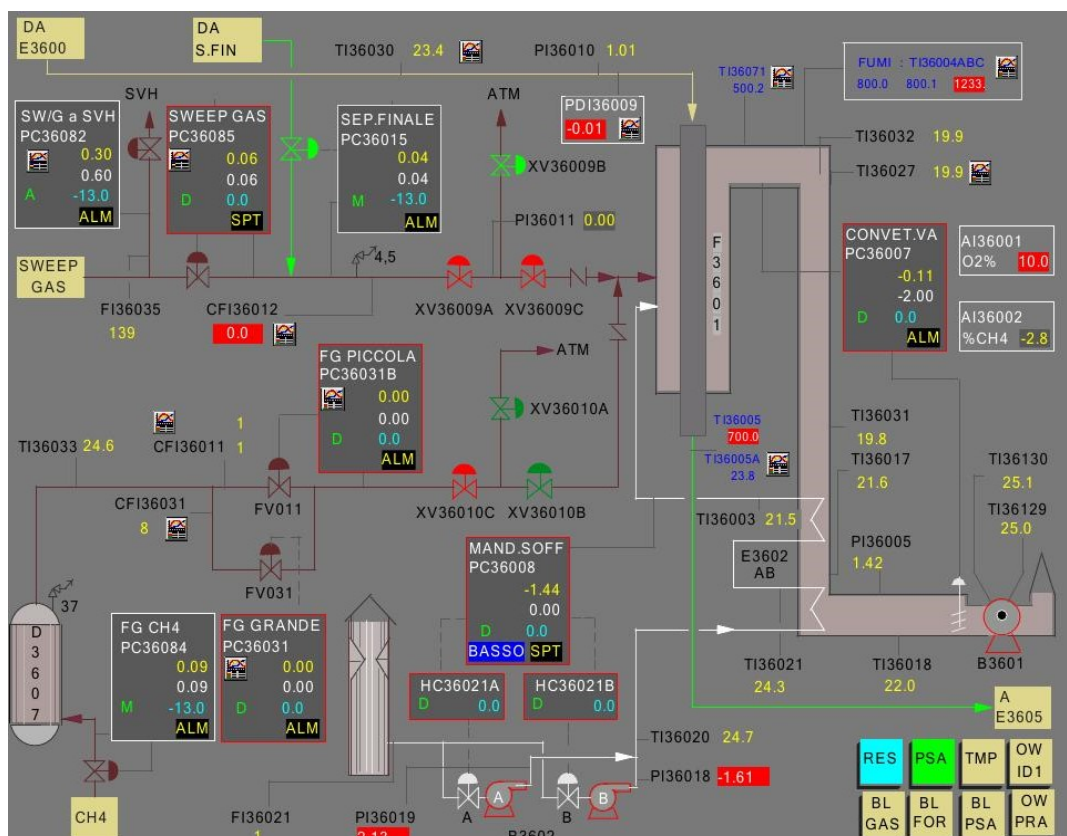 DA
E3600
DA
S.FIN
TI36030 23.4
PI36010 1.01
TI36071
500.2
FUMI : TI36004ABC
800.0 800.1 1233.
SW/G a SVH
PC36082
0.30
0.60
A -13.0
ALM
SVH
SWEEP GAS
PC36085
0.06
0.06
D 0.0
SPT
SEP.FINALE
PC36015
0.04
0.04
M -13.0
ALM
ATM
XV36009B
PDI36009
-0.01
TI36032 19.9
TI36027 19.9
PI36011 0.00
4,5
F3601
CONVET.VA
PC36007
-0.11
-2.00
D 0.0
ALM
AI36001
O2% 10.0
AI36002
%CH4 -2.8
SWEEP
GAS
FI36035
139
CFI36012
0.0
XV36009A
XV36009C
FG PICCOLA
PC36031B
0.00
0.00
D 0.0
ALM
ATM
XV36010A
TI36033 24.6
CFI36011
1
1
TI36005
700.0
TI36005A
23.8
TI36031
19.8
TI36017
21.6
TI36130
25.1
TI36129
25.0
CFI36031
8
FV011
XV36010C
XV36010B
TI36003 21.5
PI36005
1.42
E3602
AB
FV031
MAND.SOFF
PC36008
-1.44
0.00
D 0.0
BASSO SPT
37
D3607
FG CH4
PC36084
0.09
0.09
M -13.0
ALM
FG GRANDE
PC36031
0.00
0.00
D 0.0
ALM
HC36021A
D 0.0
HC36021B
D 0.0
TI36021
24.3
TI36018
22.0
B3601
A
E3605
TI36020 24.7
PI36018 -1.61
RES
PSA
TMP
OW
ID1
BL
GAS
BL
FOR
BL
PSA
OW
PRA
CH4
FI36021
PI36019
A
A
B
B
B3602